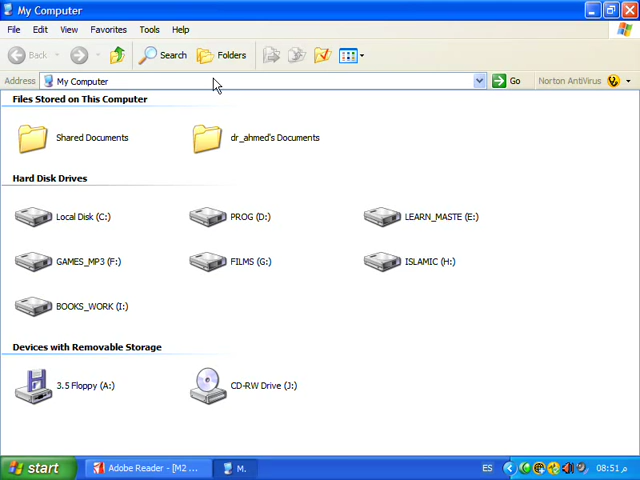 My Computer
File Edit View Favorites Tools Help
Back Search Folders
Address My Computer Go Norton AntiVirus
Files Stored on This Computer
Shared Documents dr_ahmed's Documents
Hard Disk Drives
Local Disk (C:) PROG (D:) LEARN_MASTE (E:)
GAMES_MP3 (F:) FILMS (G:) ISLAMIC (H:)
BOOKS_WORK (I:)
Devices with Removable Storage
3.5 Floppy (A:) CD-RW Drive (J:)
start Adobe Reader - [M2 ... M. ES 08:51 م